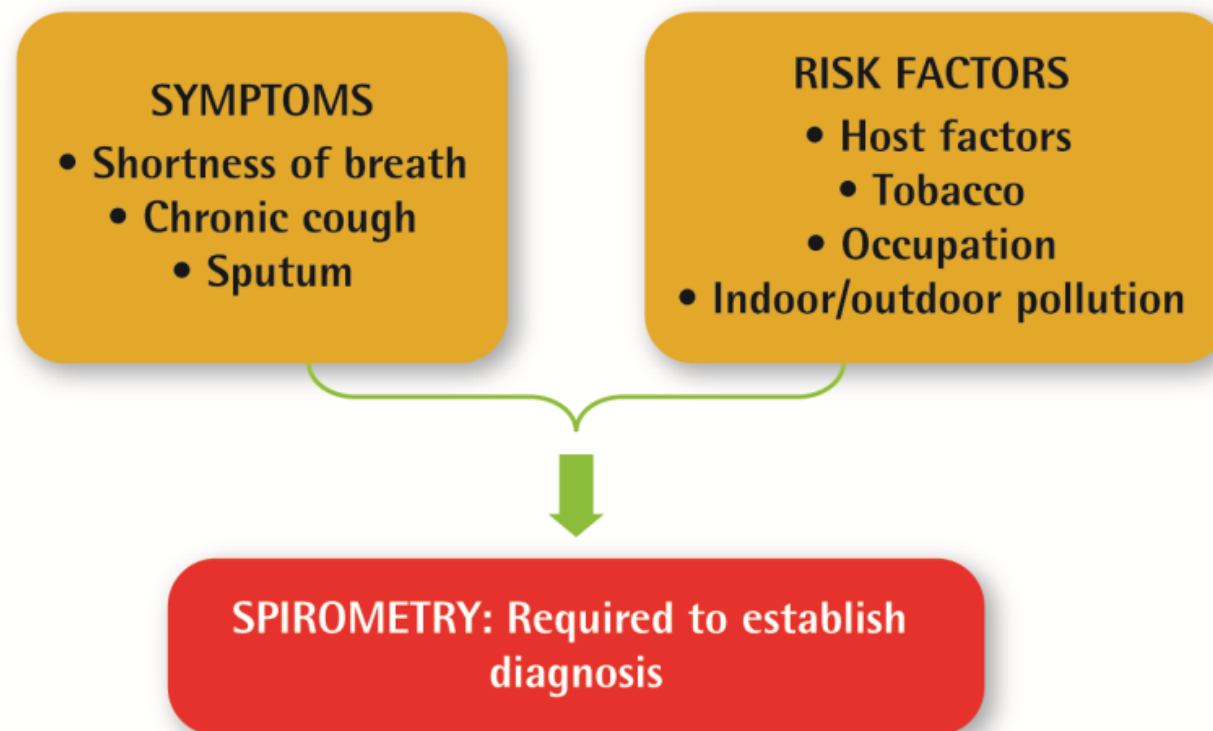 SYMPTOMS
• Shortness of breath
• Chronic cough
• Sputum
RISK FACTORS
• Host factors
• Tobacco
• Occupation
• Indoor/outdoor pollution
SPIROMETRY: Required to establish
diagnosis